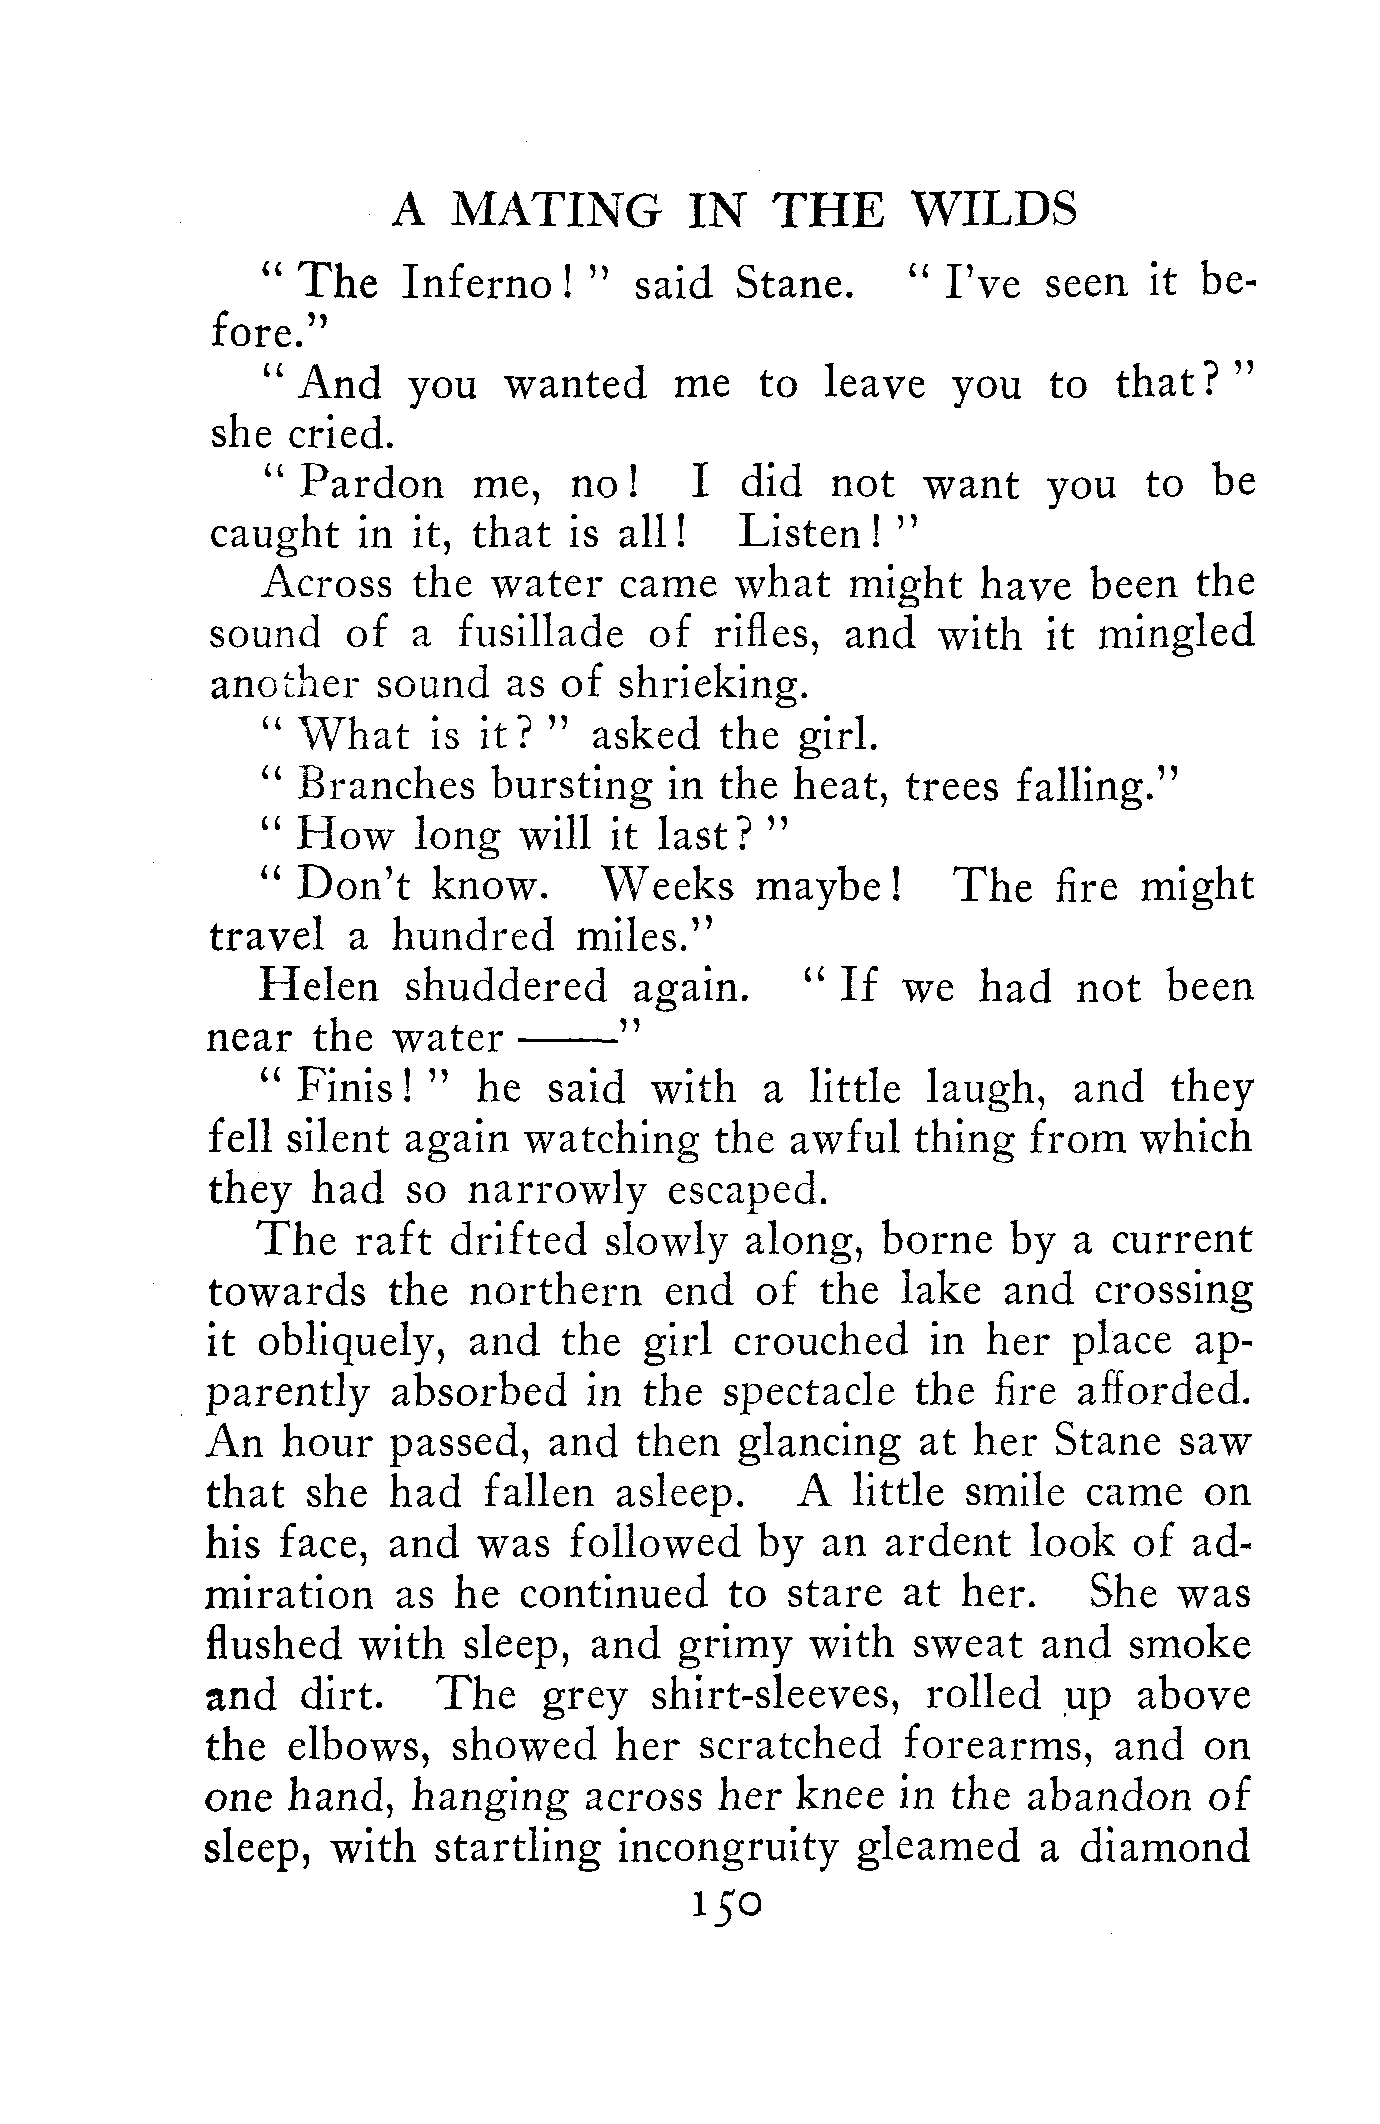 A MATING IN THE WILDS
" The Inferno ! " said Stane. " I've seen it be-
fore."
" And you wanted me to leave you to that ? "
she cried.
" Pardon me, no ! I did not want you to be
caught in it, that is all ! Listen ! "
Across the water came what might have been the
sound of a fusillade of rifles, and with it mingled
another sound as of shrieking.
" What is it ? " asked the girl.
" Branches bursting in the heat, trees falling."
" How long will it last ? "
" Don't know. Weeks maybe ! The fire might
travel a hundred miles."
Helen shuddered again. " If we had not been
near the water ——"
" Finis ! " he said with a little laugh, and they
fell silent again watching the awful thing from which
they had so narrowly escaped.
The raft drifted slowly along, borne by a current
towards the northern end of the lake and crossing
it obliquely, and the girl crouched in her place ap-
parently absorbed in the spectacle the fire afforded.
An hour passed, and then glancing at her Stane saw
that she had fallen asleep. A little smile came on
his face, and was followed by an ardent look of ad-
miration as he continued to stare at her. She was
flushed with sleep, and grimy with sweat and smoke
and dirt. The grey shirt-sleeves, rolled up above
the elbows, showed her scratched forearms, and on
one hand, hanging across her knee in the abandon of
sleep, with startling incongruity gleamed a diamond
150